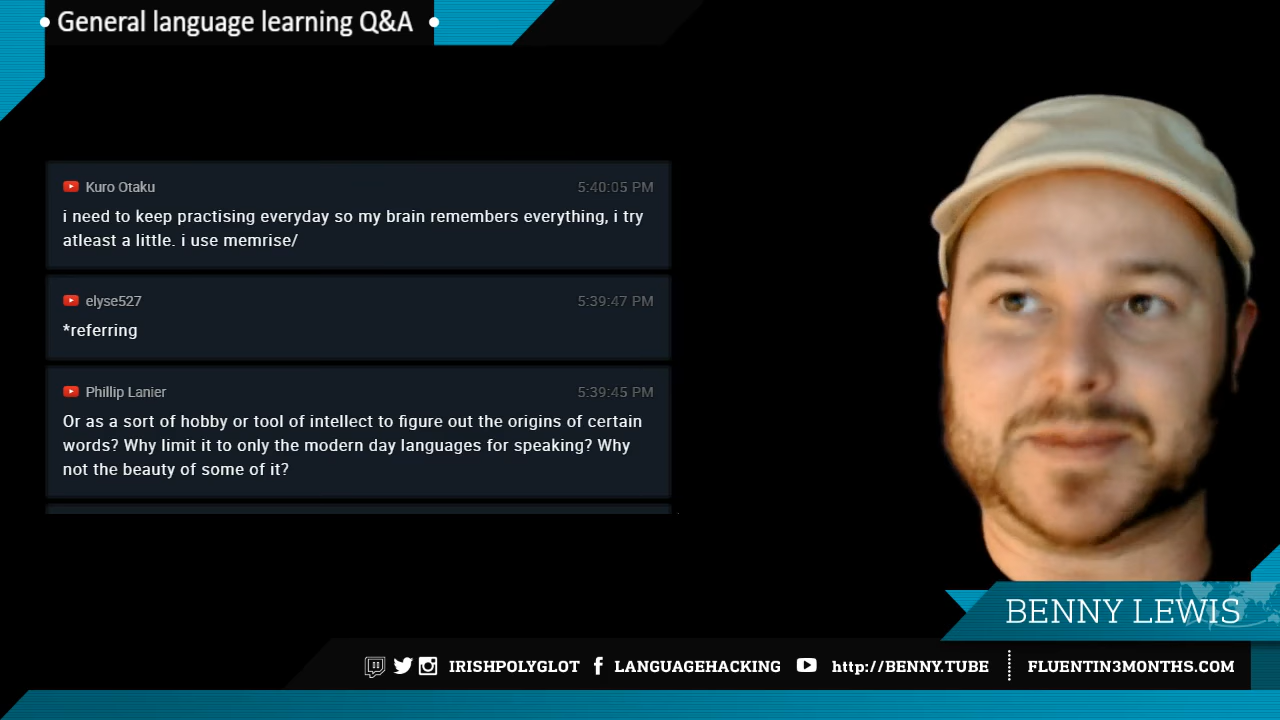 General language learning Q&A
Kuro Otaku 5:40:05 PM
i need to keep practising everyday so my brain remembers everything, i try
atleast a little. i use memrise/
elyse527 5:39:47 PM
*referring
Phillip Lanier 5:39:45 PM
Or as a sort of hobby or tool of intellect to figure out the origins of certain
words? Why limit it to only the modern day languages for speaking? Why
not the beauty of some of it?
BENNY LEWIS
IRISHPOLYGLOT LANGUAGEHACKING http://BENNY.TUBE FLUENTIN3MONTHS.COM